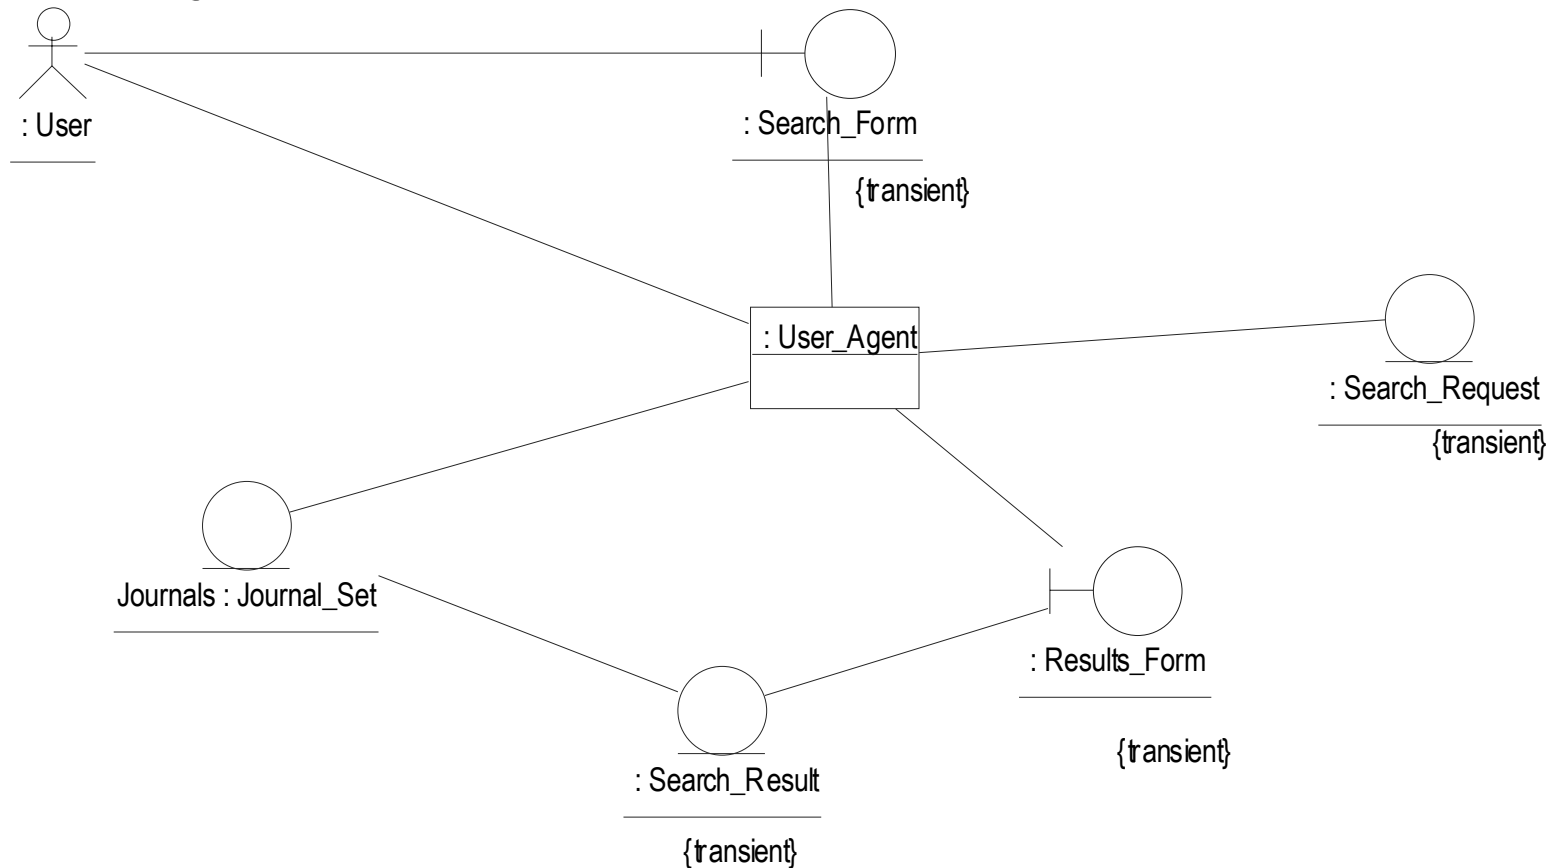 : User
: Search_Form
{transient}
: User_Agent
: Search_Request
{transient}
Journals : Journal_Set
: Results_Form
{transient}
: Search_Result
{transient}